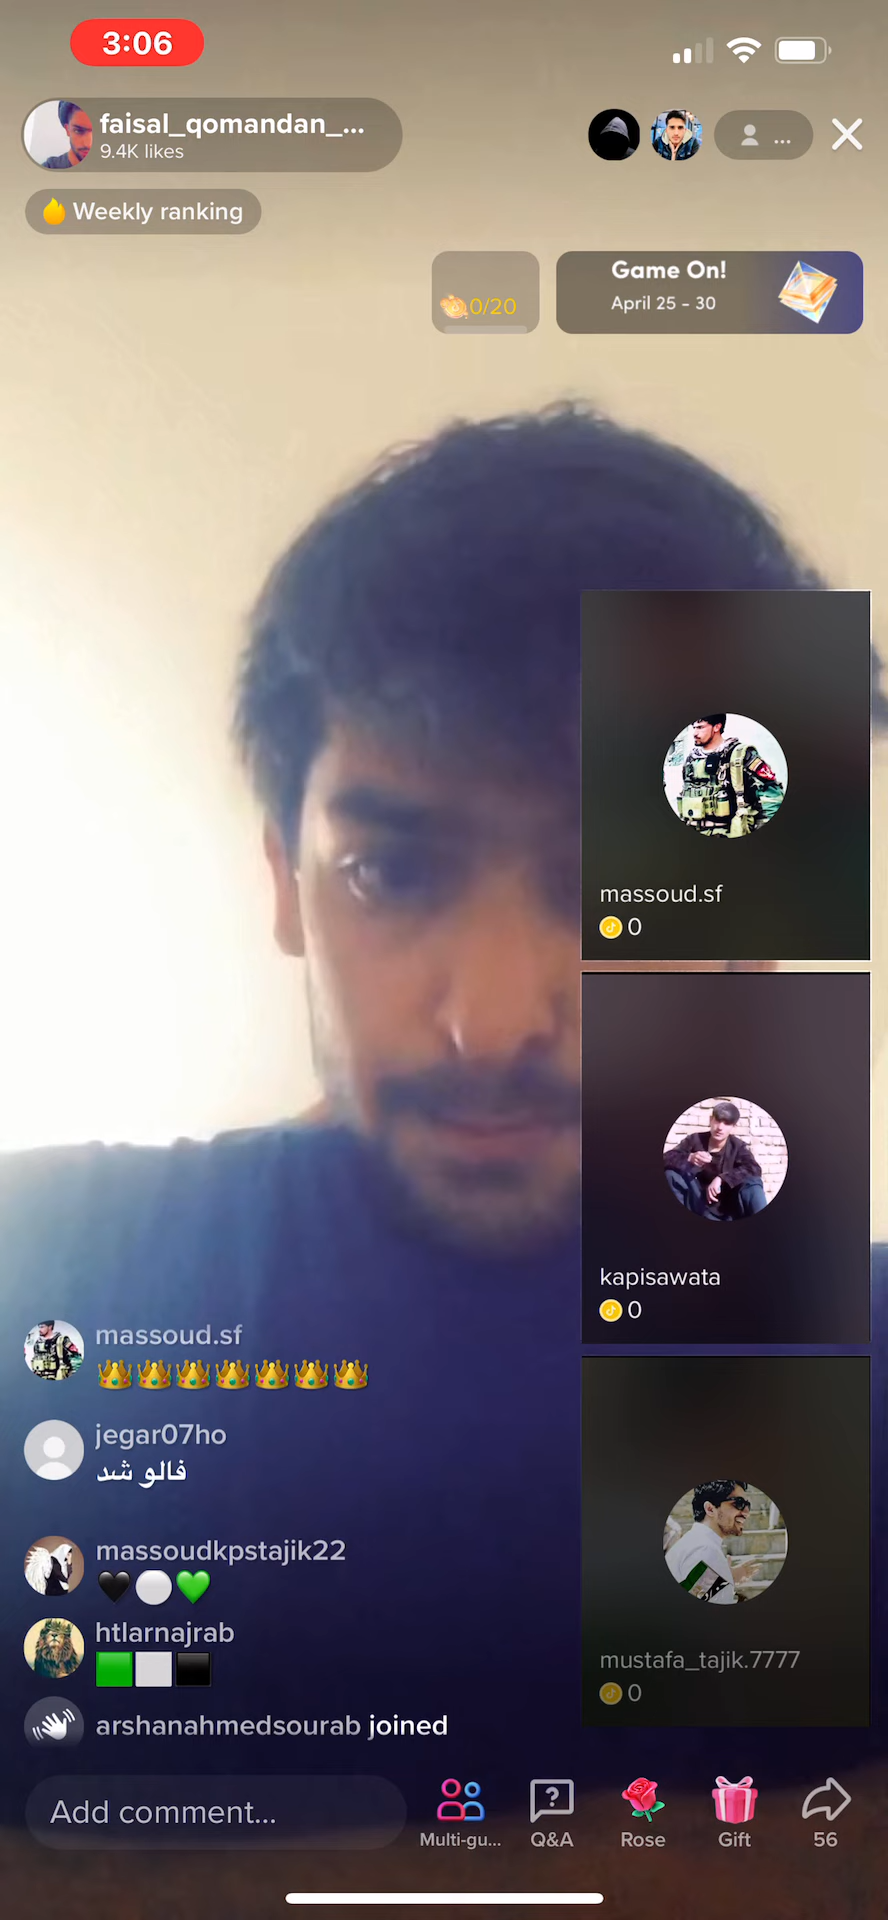 3:06
faisal_qomandan_...
9.4K likes
...
Weekly ranking
0/20
Game On!
April 25 - 30
massoud.sf
0
kapisawata
0
mustafa_tajik.7777
0
massoud.sf
👑👑👑👑👑👑👑
jegar07ho
فالو شد
massoudkpstajik22
🖤⚪💚
htlarnajrab
🟩⬜⬛
arshanahmedsourab joined
Add comment...
Multi-gu...
Q&A
Rose
Gift
56